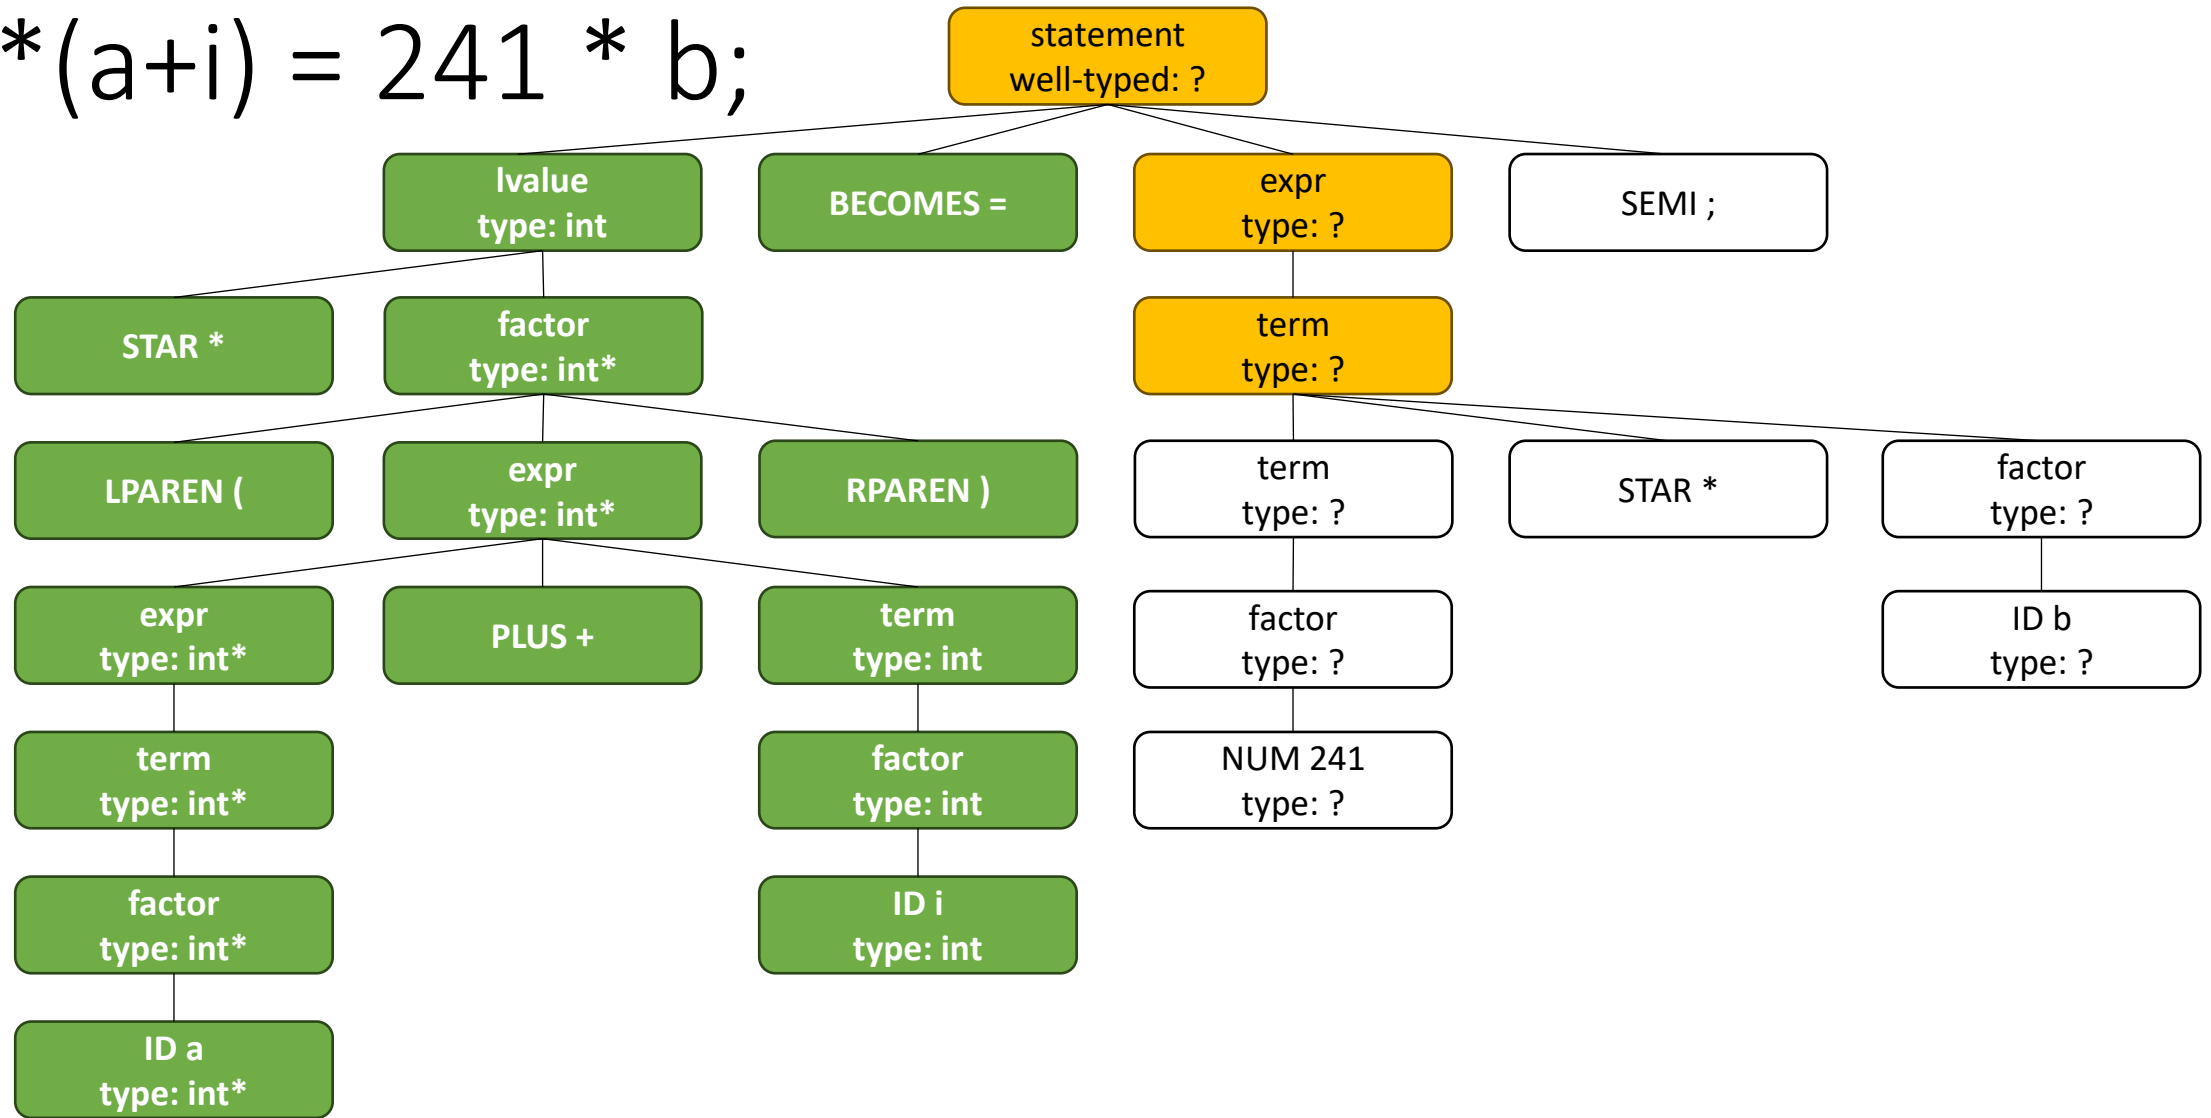 *(a+i) = 241 * b;
statement
well-typed: ?
lvalue
type: int
BECOMES =
expr
type: ?
SEMI ;
STAR *
factor
type: int*
term
type: ?
LPAREN (
expr
type: int*
RPAREN )
term
type: ?
STAR *
factor
type: ?
expr
type: int*
PLUS +
term
type: int
factor
type: ?
ID b
type: ?
term
type: int*
factor
type: int
NUM 241
type: ?
factor
type: int*
ID i
type: int
ID a
type: int*